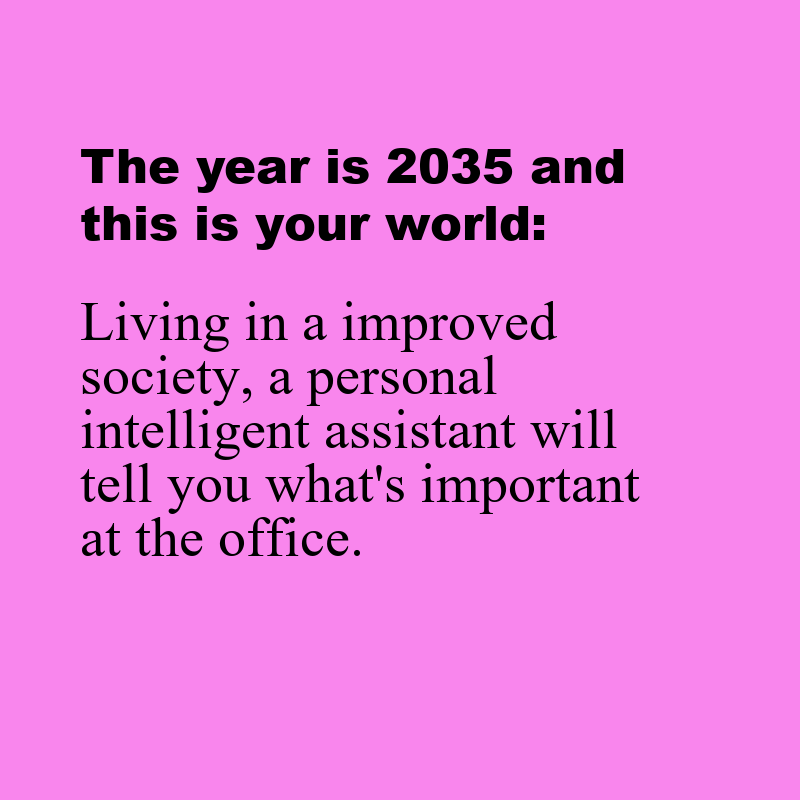 The year is 2035 and
this is your world:
Living in a improved
society, a personal
intelligent assistant will
tell you what's important
at the office.